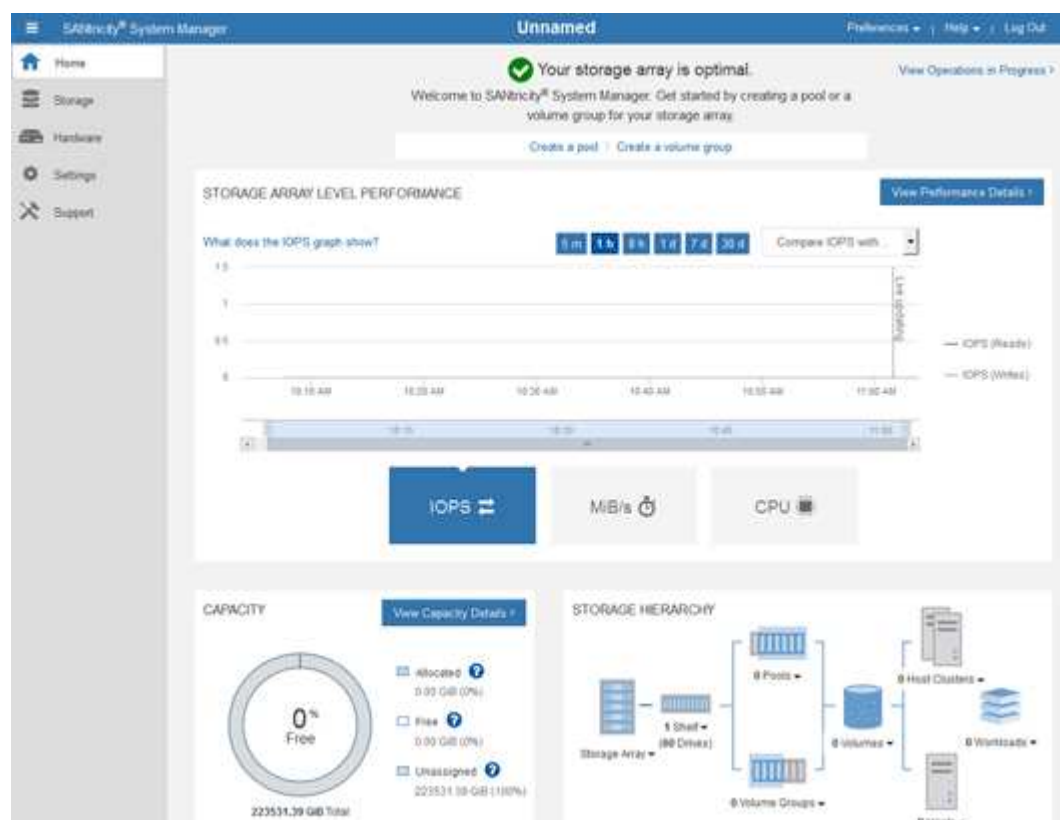 SANtricity® System Manager
Unnamed
Preferences | Help | Log Out
Home
Storage
Hardware
Settings
Support
Your storage array is optimal.
View Operations in Progress >
Welcome to SANtricity® System Manager. Get started by creating a pool or a
volume group for your storage array.
Create a pool | Create a volume group
STORAGE ARRAY LEVEL PERFORMANCE
View Performance Details >
What does the IOPS graph show?
5 m 1 h 8 h 1 d 7 d 30 d
Compare IOPS with...
1.5
1
0.5
0
Live updating
IOPS (Reads)
IOPS (Writes)
10:10 AM 10:20 AM 10:30 AM 10:40 AM 10:50 AM 11:00 AM
IOPS
MiB/s
CPU
CAPACITY
View Capacity Details >
0%
Free
223531.39 GiB Total
Allocated
0.00 GiB (0%)
Free
0.00 GiB (0%)
Unassigned
223531.39 GiB (100%)
STORAGE HIERARCHY
Storage Array
1 Shelf
(60 Drives)
0 Pools
0 Volume Groups
0 Volumes
0 Host Clusters
0 Workloads